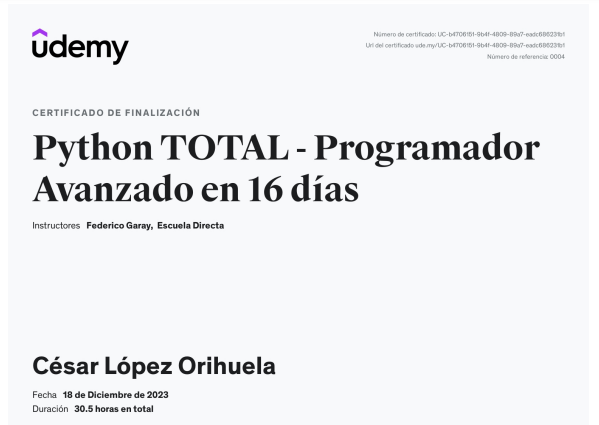 udemy
Número de certificado: UC-b4706151-9b4f-4809-89a7-eadc686231b1
Url del certificado ude.my/UC-b4706151-9b4f-4809-89a7-eadc686231b1
Número de referencia: 0004
CERTIFICADO DE FINALIZACIÓN
Python TOTAL - Programador
Avanzado en 16 días
Instructores Federico Garay, Escuela Directa
César López Orihuela
Fecha 18 de Diciembre de 2023
Duración 30.5 horas en total